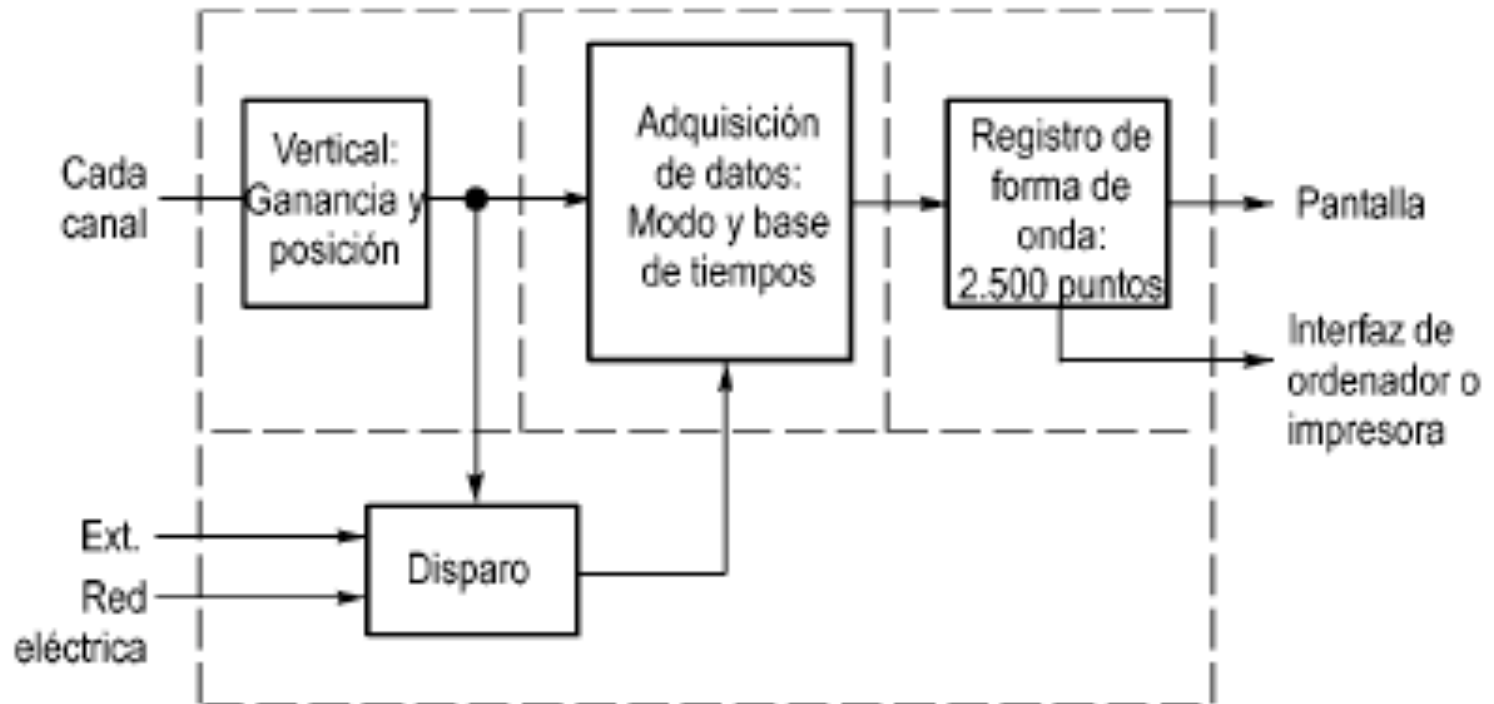 Cada
canal
Vertical:
Ganancia y
posición
Adquisición
de datos:
Modo y base
de tiempos
Registro de
forma de
onda:
2.500 puntos
Pantalla
Interfaz de
ordenador o
impresora
Ext.
Red
eléctrica
Disparo